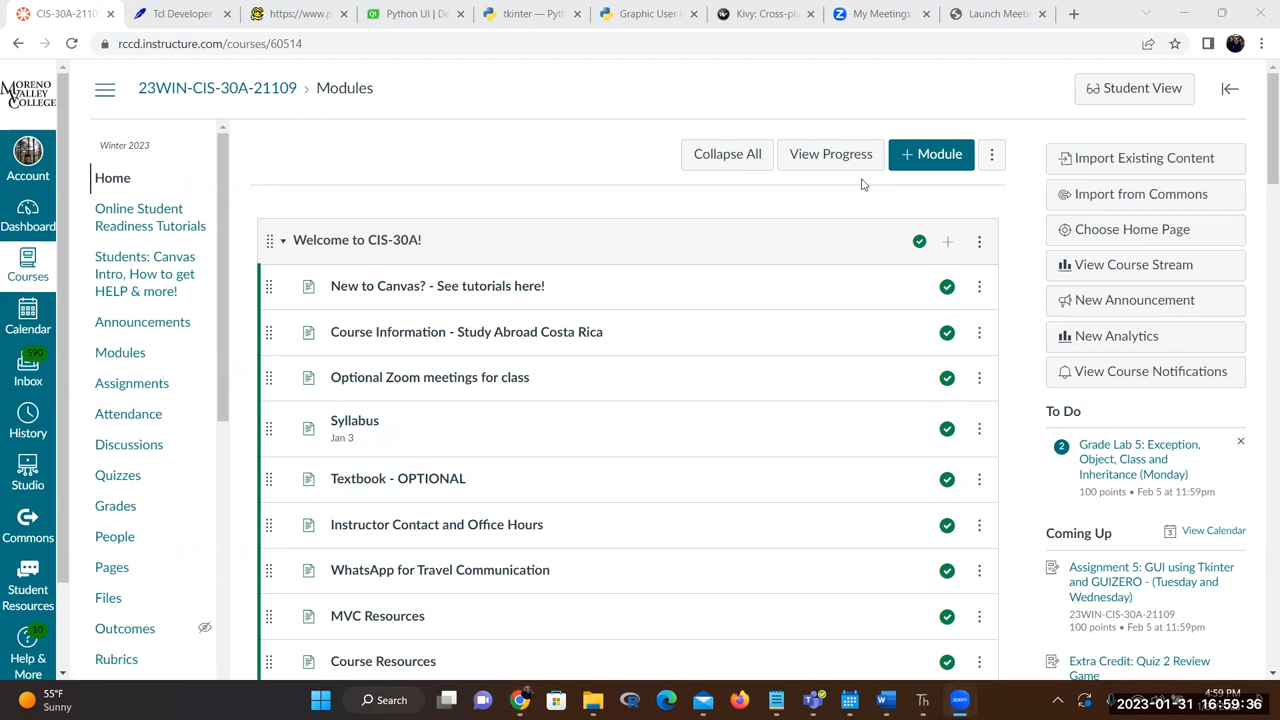 CIS-30A-21109
Tcl Developer
https://www.p
Python UI | De
tkinter — Pyth
Graphic User I
Kivy: Cross-pl
My Meetings
Launch Meetin
rccd.instructure.com/courses/60514
MORENO
VALLEY
COLLEGE
23WIN-CIS-30A-21109 > Modules
Student View
Account
Dashboard
Courses
Calendar
590
Inbox
History
Studio
Commons
Student
Resources
10
Help &
More
Winter 2023
Home
Online Student
Readiness Tutorials
Students: Canvas
Intro, How to get
HELP & more!
Announcements
Modules
Assignments
Attendance
Discussions
Quizzes
Grades
People
Pages
Files
Outcomes
Rubrics
Collapse All
View Progress
+ Module
Welcome to CIS-30A!
New to Canvas? - See tutorials here!
Course Information - Study Abroad Costa Rica
Optional Zoom meetings for class
Syllabus
Jan 3
Textbook - OPTIONAL
Instructor Contact and Office Hours
WhatsApp for Travel Communication
MVC Resources
Course Resources
Import Existing Content
Import from Commons
Choose Home Page
View Course Stream
New Announcement
New Analytics
View Course Notifications
To Do
2
Grade Lab 5: Exception,
Object, Class and
Inheritance (Monday)
100 points • Feb 5 at 11:59pm
Coming Up
View Calendar
Assignment 5: GUI using Tkinter
and GUIZERO - (Tuesday and
Wednesday)
23WIN-CIS-30A-21109
100 points • Feb 5 at 11:59pm
Extra Credit: Quiz 2 Review
Game
55°F
Sunny
Search
4:59 PM
2023-01-31 16:59:36